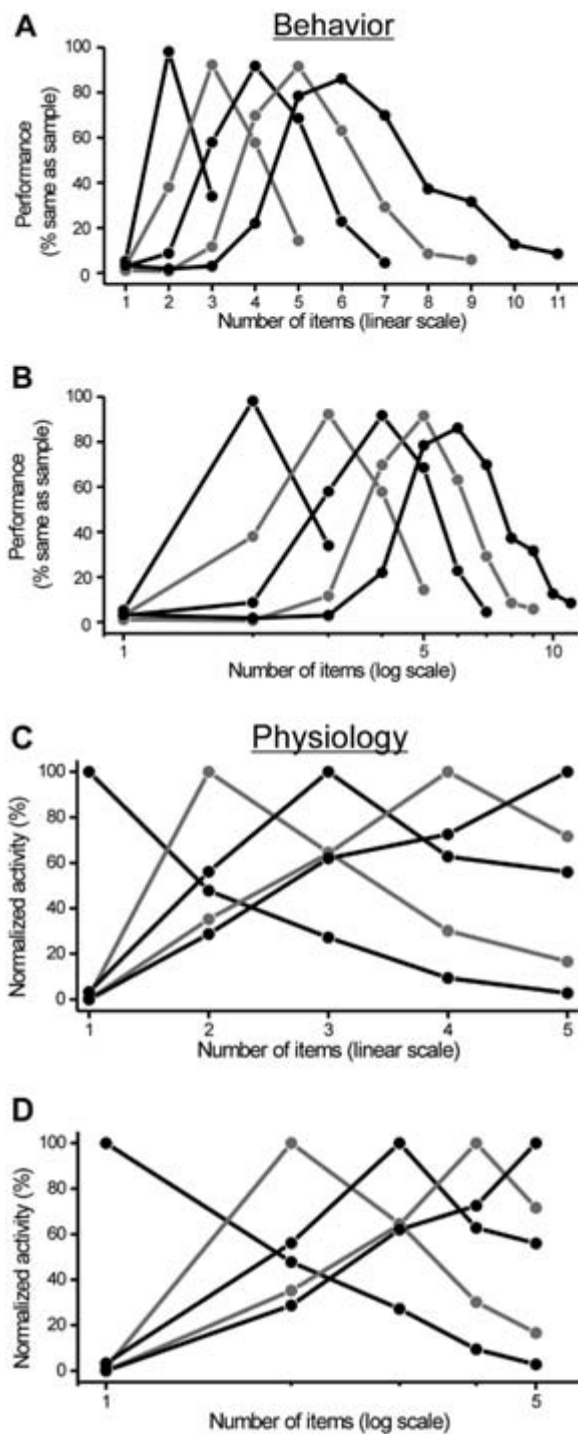 A
Behavior
Performance
(% same as sample)
100
80
60
40
20
0
1 2 3 4 5 6 7 8 9 10 11
Number of items (linear scale)
B
Performance
(% same as sample)
100
80
60
40
20
0
1 5 10
Number of items (log scale)
C
Physiology
Normalized activity (%)
100
80
60
40
20
0
1 2 3 4 5
Number of items (linear scale)
D
Normalized activity (%)
100
80
60
40
20
0
1 5
Number of items (log scale)